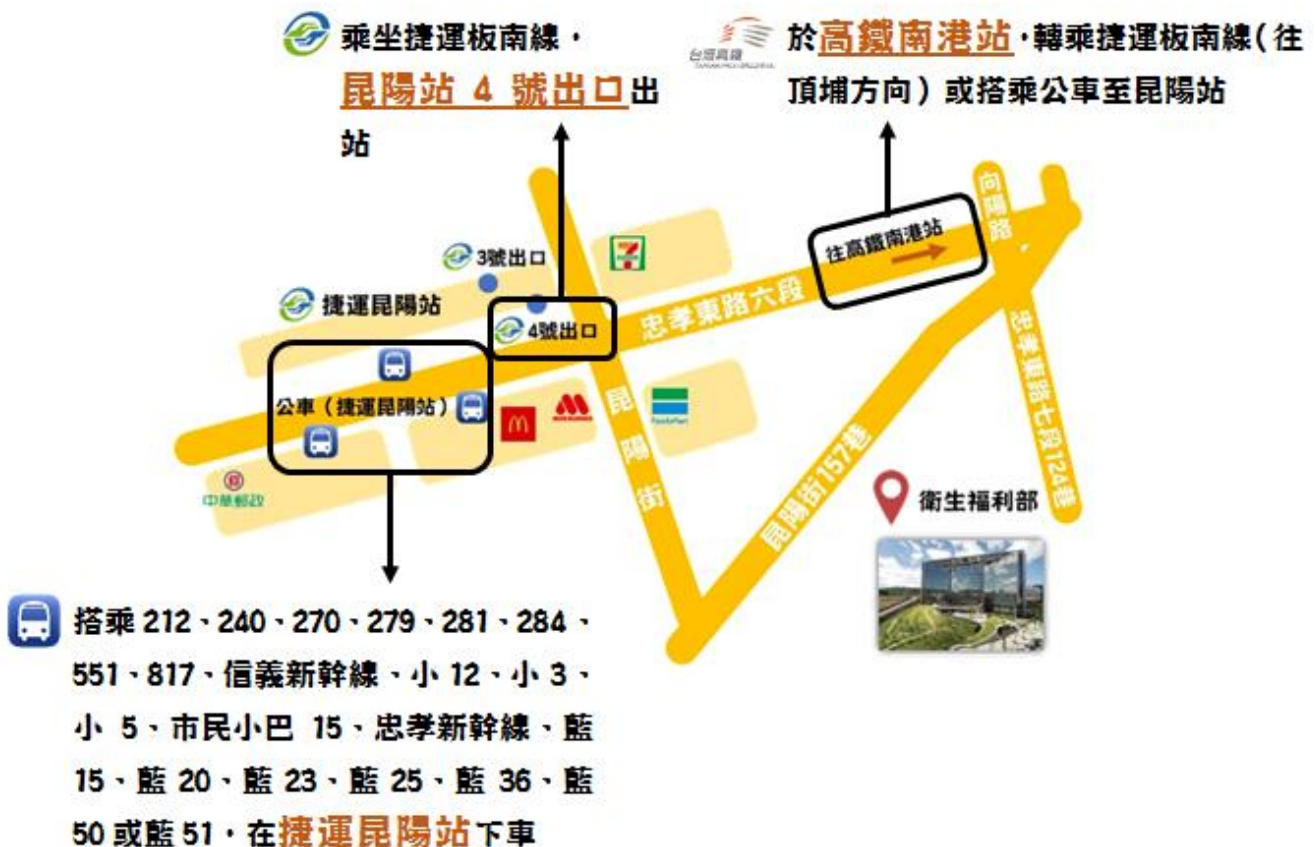 乘坐捷運板南線，
昆陽站 4 號出口出
站
台灣高鐵
於高鐵南港站，轉乘捷運板南線(往
頂埔方向) 或搭乘公車至昆陽站
向陽路
往高鐵南港站
3號出口
7
捷運昆陽站
4號出口
忠孝東路六段
公車（捷運昆陽站）
昆陽街
FamilyMart
忠孝東路七段124巷
昆陽街157巷
中華郵政
衛生福利部
搭乘 212、240、270、279、281、284、
551、817、信義新幹線、小 12、小 3、
小 5、市民小巴 15、忠孝新幹線、藍
15、藍 20、藍 23、藍 25、藍 36、藍
50 或藍 51，在捷運昆陽站下車